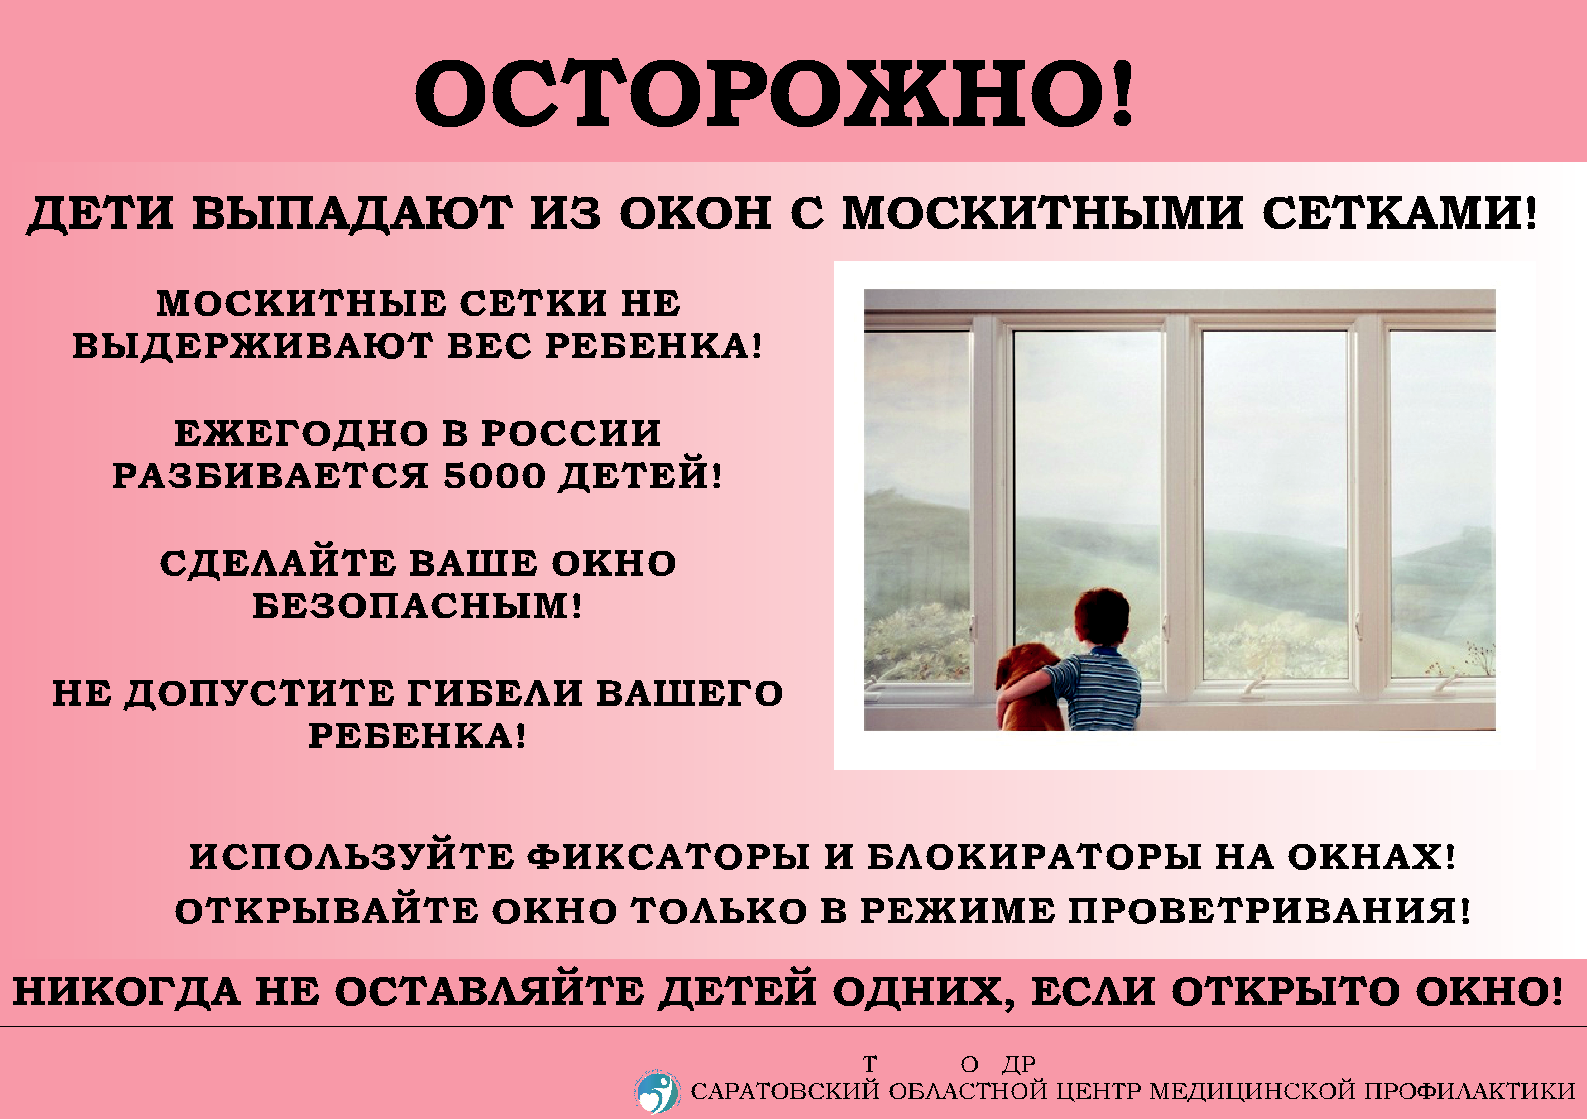 ОСТОРОЖНО!
ДЕТИ ВЫПАДАЮТ ИЗ ОКОН С МОСКИТНЫМИ СЕТКАМИ!
МОСКИТНЫЕ СЕТКИ НЕ
ВЫДЕРЖИВАЮТ ВЕС РЕБЕНКА!
ЕЖЕГОДНО В РОССИИ
РАЗБИВАЕТСЯ 5000 ДЕТЕЙ!
СДЕЛАЙТЕ ВАШЕ ОКНО
БЕЗОПАСНЫМ!
НЕ ДОПУСТИТЕ ГИБЕЛИ ВАШЕГО
РЕБЕНКА!
ИСПОЛЬЗУЙТЕ ФИКСАТОРЫ И БЛОКИРАТОРЫ НА ОКНАХ!
ОТКРЫВАЙТЕ ОКНО ТОЛЬКО В РЕЖИМЕ ПРОВЕТРИВАНИЯ!
НИКОГДА НЕ ОСТАВЛЯЙТЕ ДЕТЕЙ ОДНИХ, ЕСЛИ ОТКРЫТО ОКНО!
Т О ДР
САРАТОВСКИЙ ОБЛАСТНОЙ ЦЕНТР МЕДИЦИНСКОЙ ПРОФИЛАКТИКИ